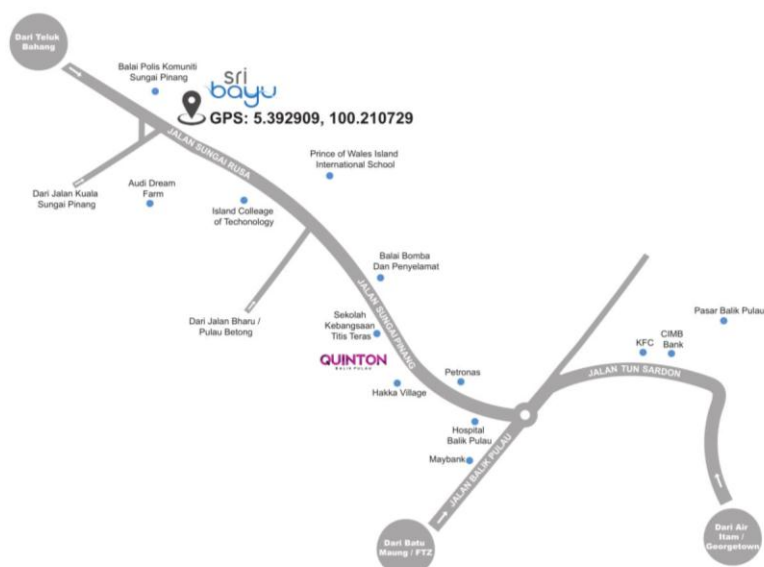 Dari Teluk
Bahang
Balai Polis Komuniti
Sungai Pinang
sri
bayu
GPS: 5.392909, 100.210729
JALAN SUNGAI RUSA
Prince of Wales Island
International School
Dari Jalan Kuala
Sungai Pinang
Audi Dream
Farm
Island Colleage
of Techonology
Balai Bomba
Dan Penyelamat
JALAN SUNGAI PINANG
Dari Jalan Bharu /
Pulau Betong
Sekolah
Kebangsaan
Titis Teras
QUINTON
BALIK PULAU
Hakka Village
Petronas
Pasar Balik Pulau
KFC
CIMB
Bank
JALAN TUN SARDON
Hospital
Balik Pulau
Maybank
JALAN BALIK PULAU
Dari Batu
Maung / FTZ
Dari Air
Itam /
Georgetown